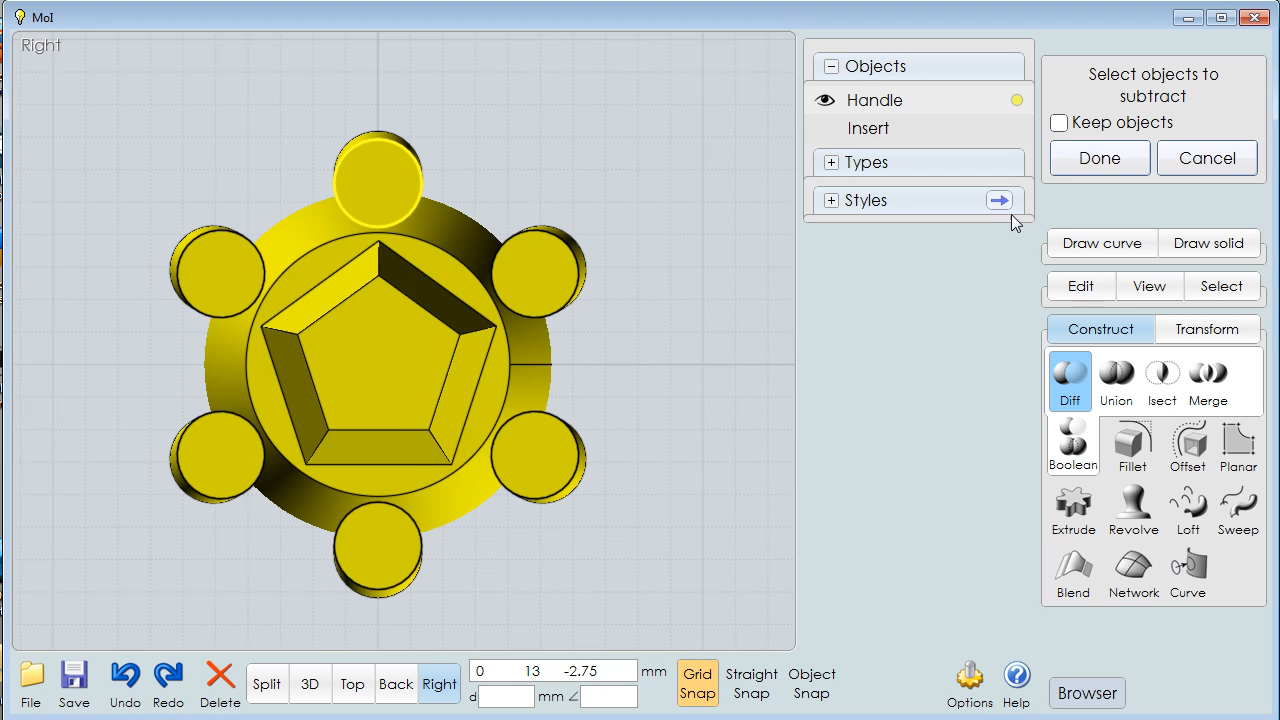 MoI
Right
Objects
Handle
Insert
Types
Styles
Select objects to
subtract
Keep objects
Done
Cancel
Draw curve
Draw solid
Edit
View
Select
Construct
Transform
Diff
Union
Isect
Merge
Boolean
Fillet
Offset
Planar
Extrude
Revolve
Loft
Sweep
Blend
Network
Curve
File
Save
Undo
Redo
Delete
Split
3D
Top
Back
Right
0 13 -2.75 mm
d mm ∠
Grid
Snap
Straight
Snap
Object
Snap
Options
Help
Browser